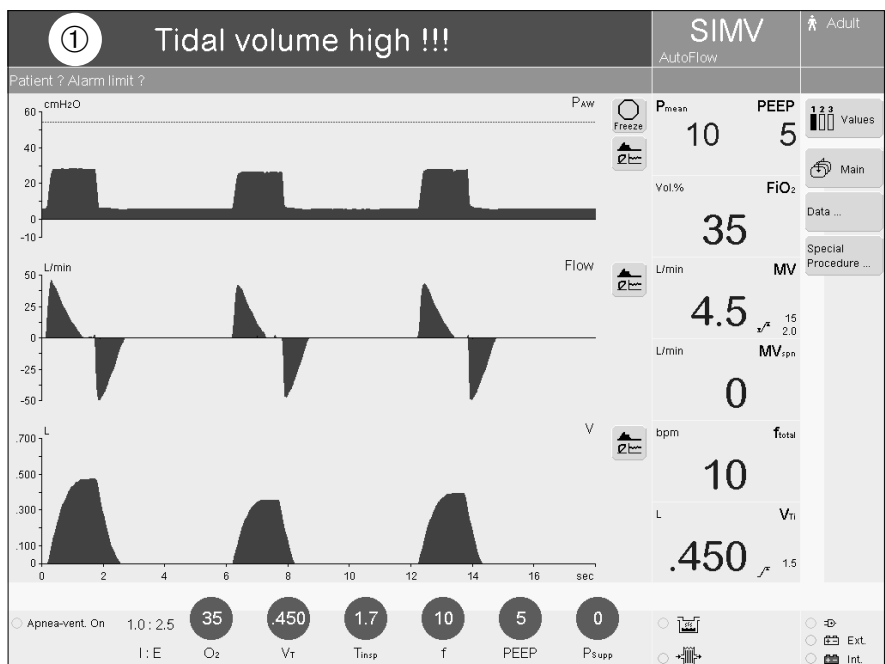 ① Tidal volume high !!!
SIMV
AutoFlow
Adult
Patient ? Alarm limit ?
cmH2O
PAW
60
40
20
0
-10
Freeze
L/min
Flow
50
25
0
-25
-50
L
V
.700
.500
.300
.100
0
0 2 4 6 8 10 12 14 16 sec
Pmean PEEP
10 5
Vol.% FiO2
35
L/min MV
4.5 15
2.0
L/min MVspn
0
bpm ftotal
10
L VTi
.450 1.5
1 2 3
Values
Main
Data ...
Special
Procedure ...
Apnea-vent. On
1.0 : 2.5 35 .450 1.7 10 5 0
I : E O2 VT Tinsp f PEEP PSupp
Ext.
Int.